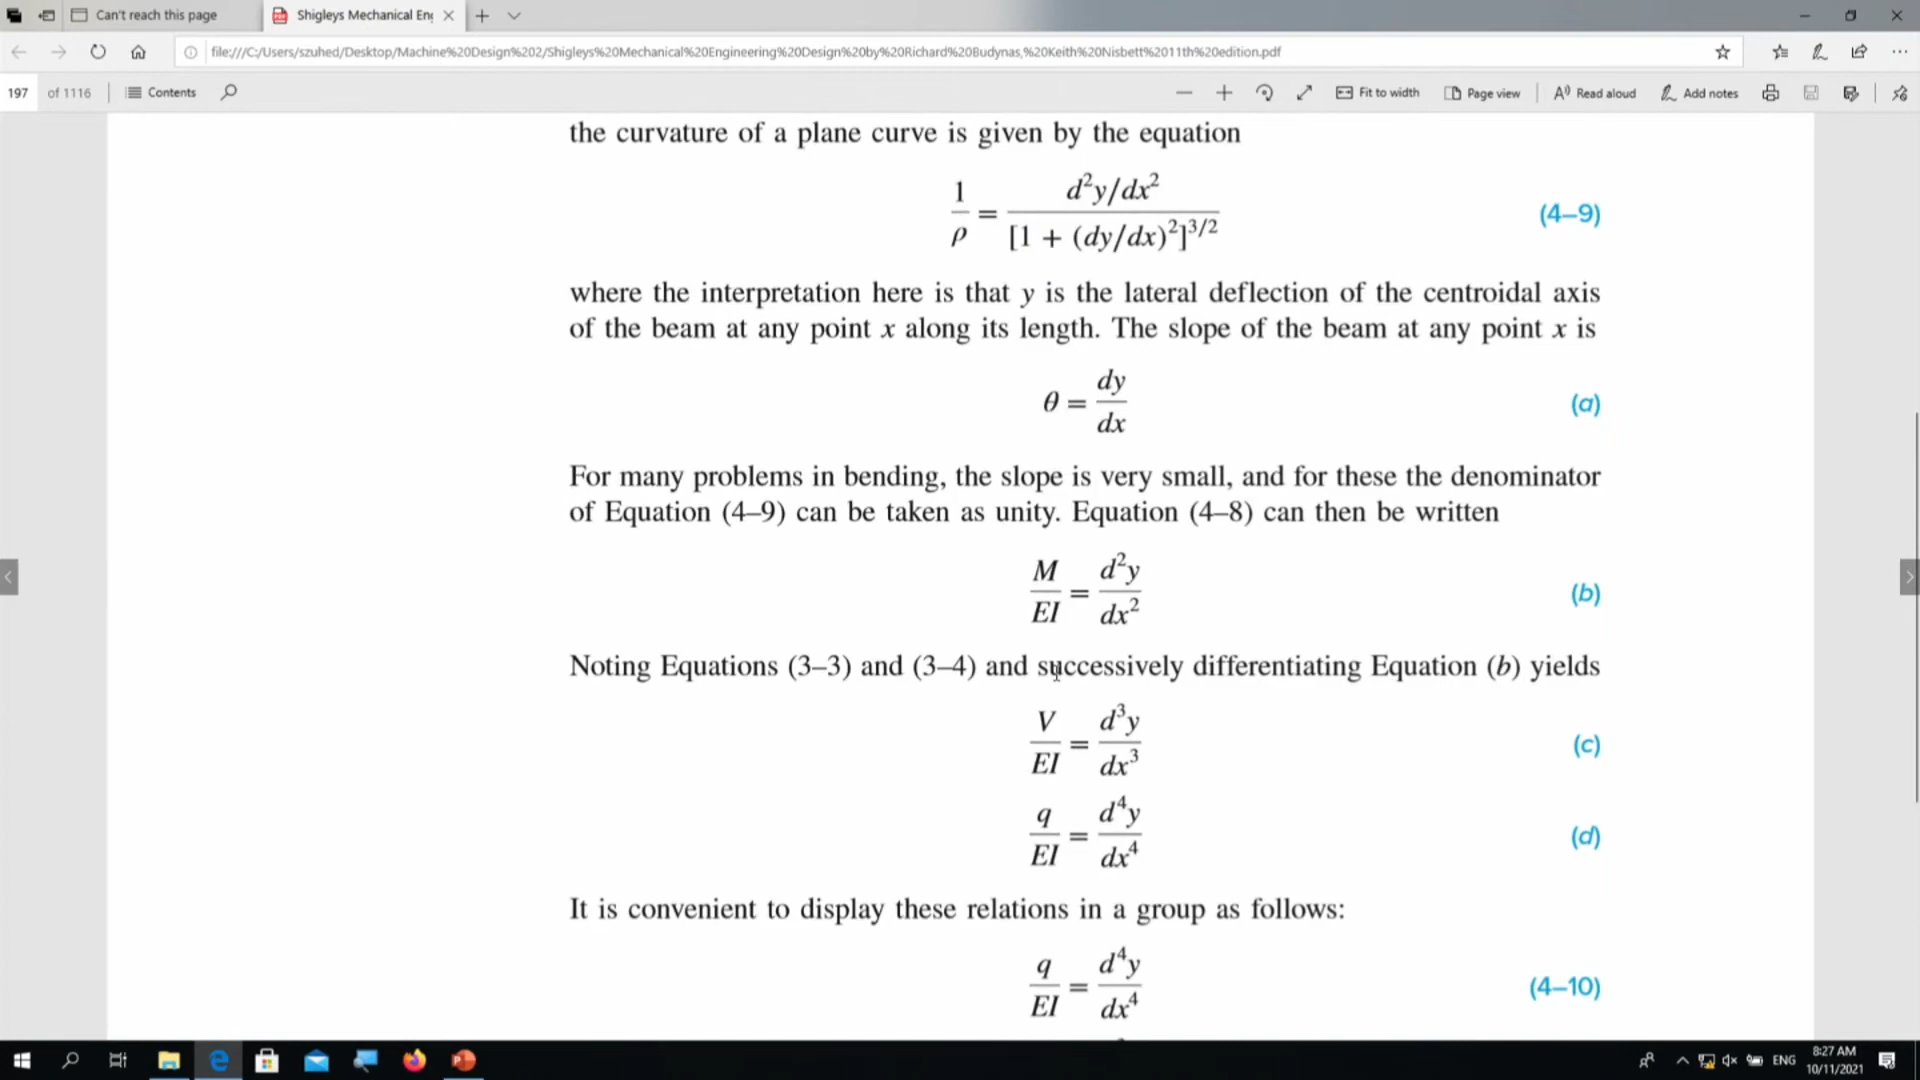 Can't reach this page
Shigleys Mechanical Eng
file:///C:/Users/szuhed/Desktop/Machine%20Design%202/Shigleys%20Mechanical%20Engineering%20Design%20by%20Richard%20Budynas,%20Keith%20Nisbett%2011th%20edition.pdf
197 of 1116 Contents Fit to width Page view Read aloud Add notes
the curvature of a plane curve is given by the equation
1/ρ = d²y/dx² / [1 + (dy/dx)²]^3/2 (4–9)
where the interpretation here is that y is the lateral deflection of the centroidal axis
of the beam at any point x along its length. The slope of the beam at any point x is
θ = dy/dx (a)
For many problems in bending, the slope is very small, and for these the denominator
of Equation (4–9) can be taken as unity. Equation (4–8) can then be written
M/EI = d²y/dx² (b)
Noting Equations (3–3) and (3–4) and successively differentiating Equation (b) yields
V/EI = d³y/dx³ (c)
q/EI = d⁴y/dx⁴ (d)
It is convenient to display these relations in a group as follows:
q/EI = d⁴y/dx⁴ (4–10)
ENG
8:27 AM
10/11/2021